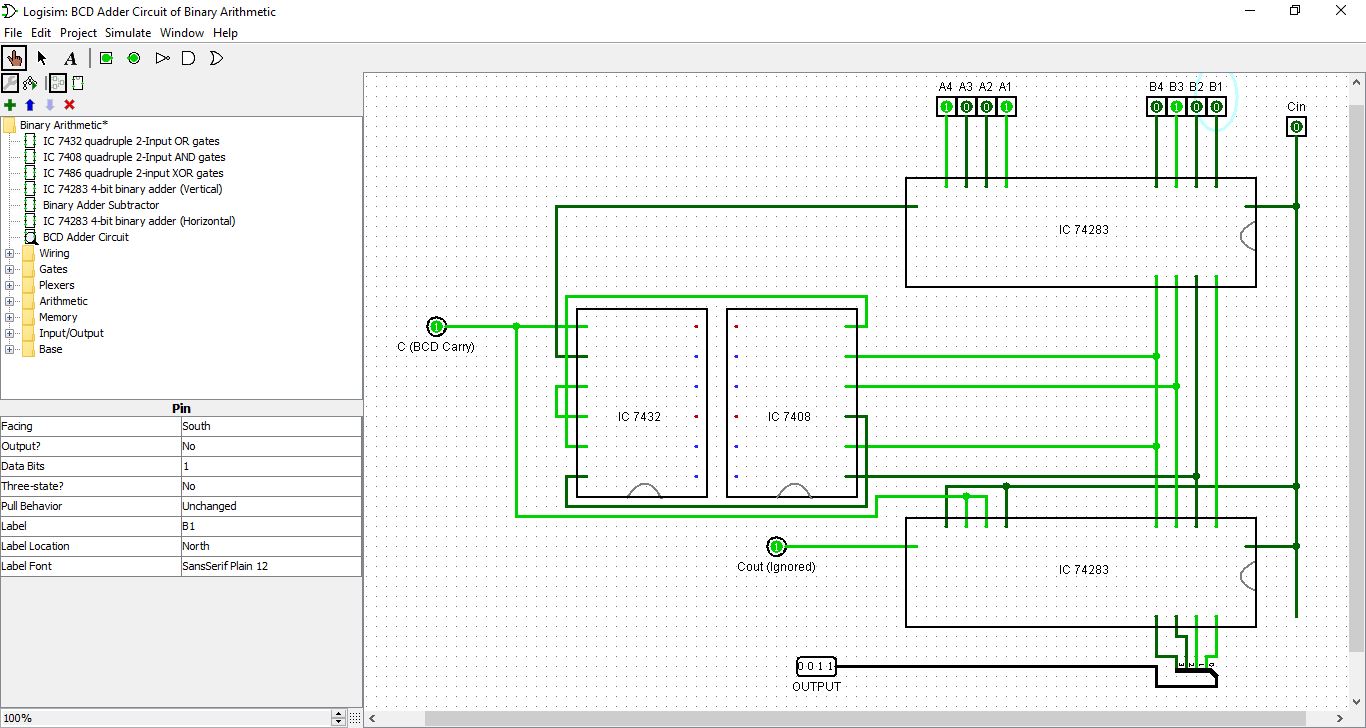 Logisim: BCD Adder Circuit of Binary Arithmetic
File Edit Project Simulate Window Help
A
Binary Arithmetic*
IC 7432 quadruple 2-Input OR gates
IC 7408 quadruple 2-Input AND gates
IC 7486 quadruple 2-input XOR gates
IC 74283 4-bit binary adder (Vertical)
Binary Adder Subtractor
IC 74283 4-bit binary adder (Horizontal)
BCD Adder Circuit
Wiring
Gates
Plexers
Arithmetic
Memory
Input/Output
Base
Pin
Facing South
Output? No
Data Bits 1
Three-state? No
Pull Behavior Unchanged
Label B1
Label Location North
Label Font SansSerif Plain 12
100%
A4 A3 A2 A1
1 0 0 1
B4 B3 B2 B1
0 1 0 0
Cin
0
IC 74283
1
C (BCD Carry)
IC 7432
IC 7408
1
Cout (Ignored)
IC 74283
3 2 1 0
0 0 1 1
OUTPUT